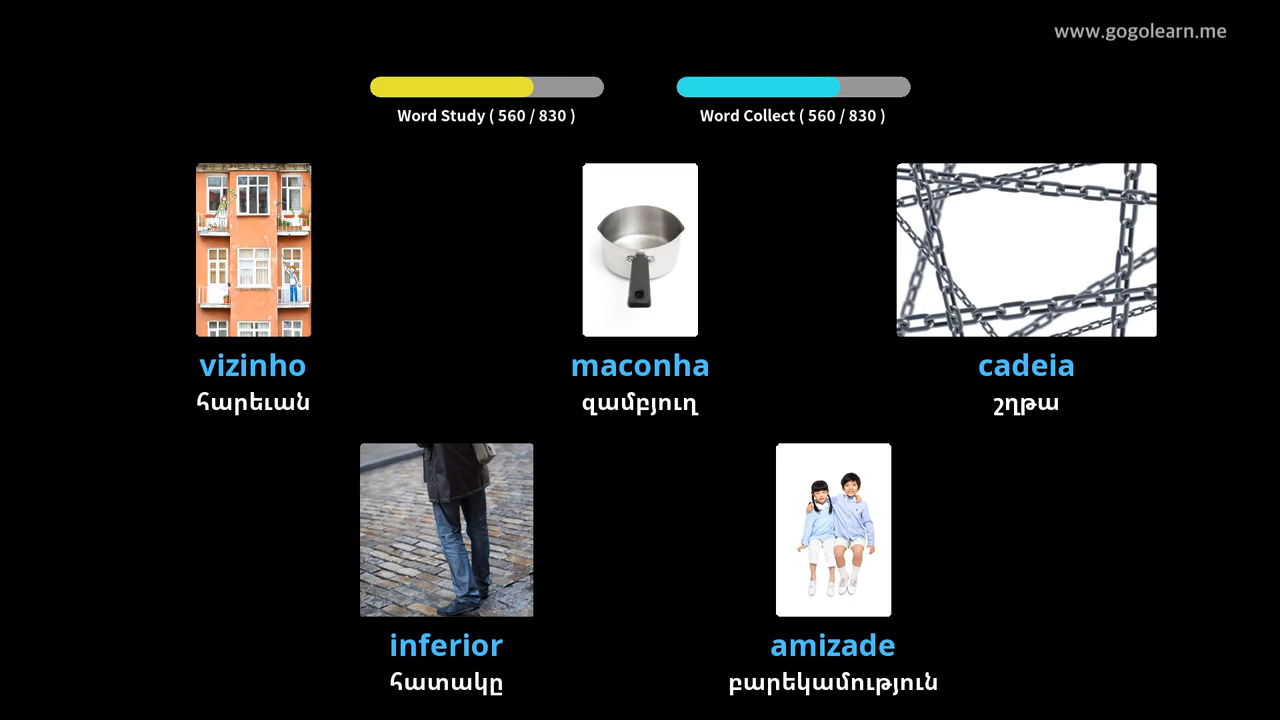 www.gogolearn.me
Word Study ( 560 / 830 )
Word Collect ( 560 / 830 )
vizinho
հարեւան
maconha
զամբյուղ
cadeia
շղթա
inferior
հատակը
amizade
բարեկամություն